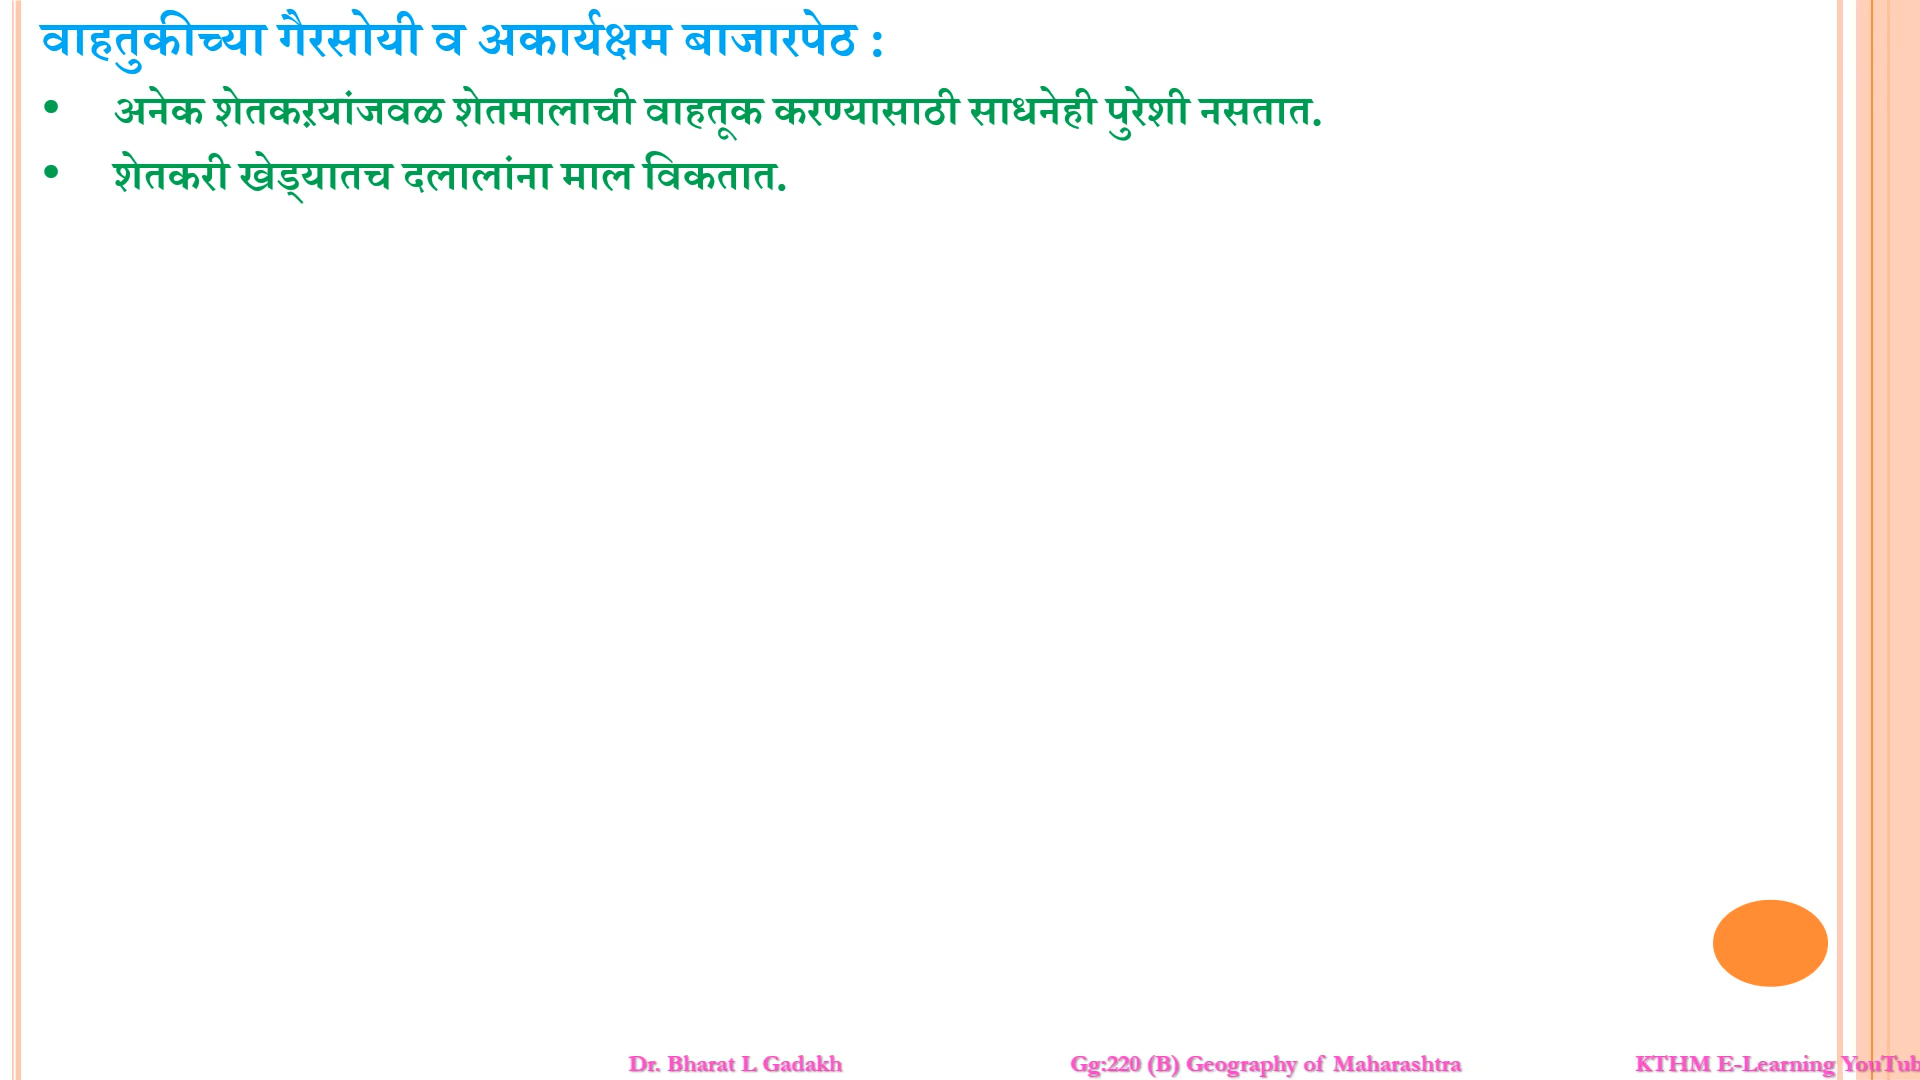 वाहतुकीच्या गैरसोयी व अकार्यक्षम बाजारपेठ :
• अनेक शेतकऱ्यांजवळ शेतमालाची वाहतूक करण्यासाठी साधनेही पुरेशी नसतात.
• शेतकरी खेड्यातच दलालांना माल विकतात.
Dr. Bharat L. Gadakh Gg:220 (B) Geography of Maharashtra KTHM E-Learning YouTub